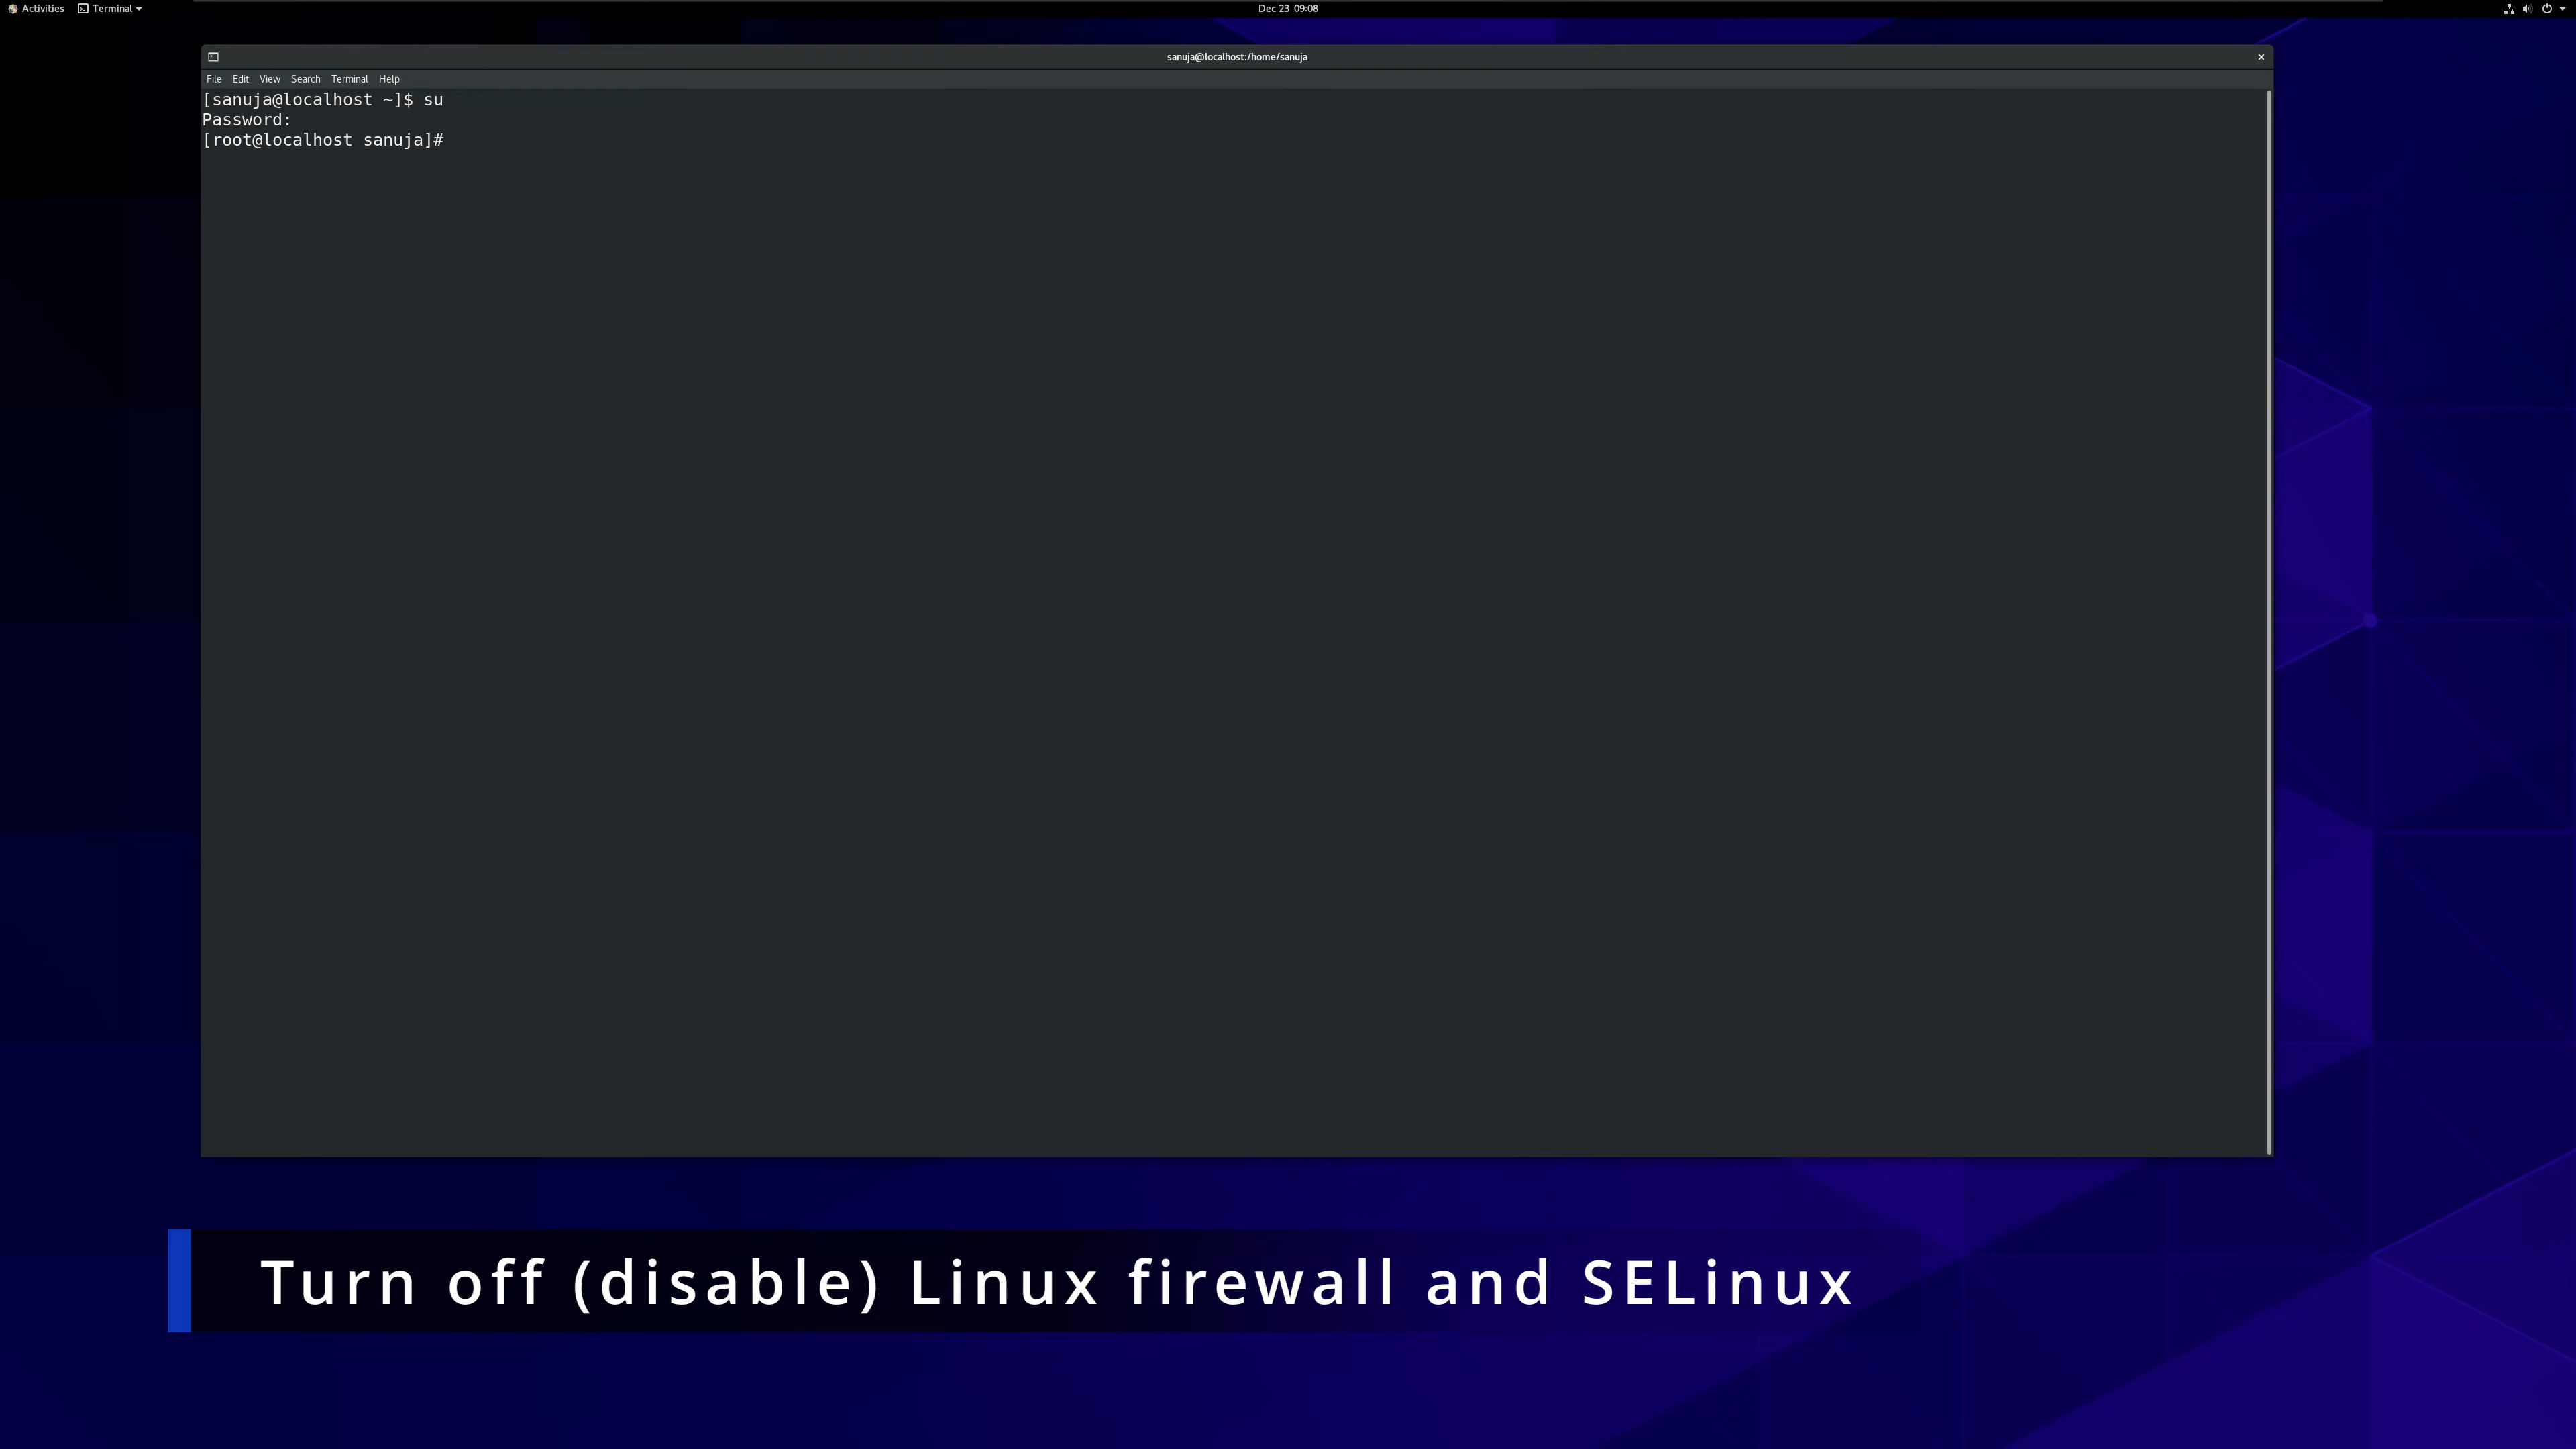 Activities Terminal Dec 23 09:08
sanuja@localhost:/home/sanuja
File Edit View Search Terminal Help
[sanuja@localhost ~]$ su
Password:
[root@localhost sanuja]#
Turn off (disable) Linux firewall and SELinux